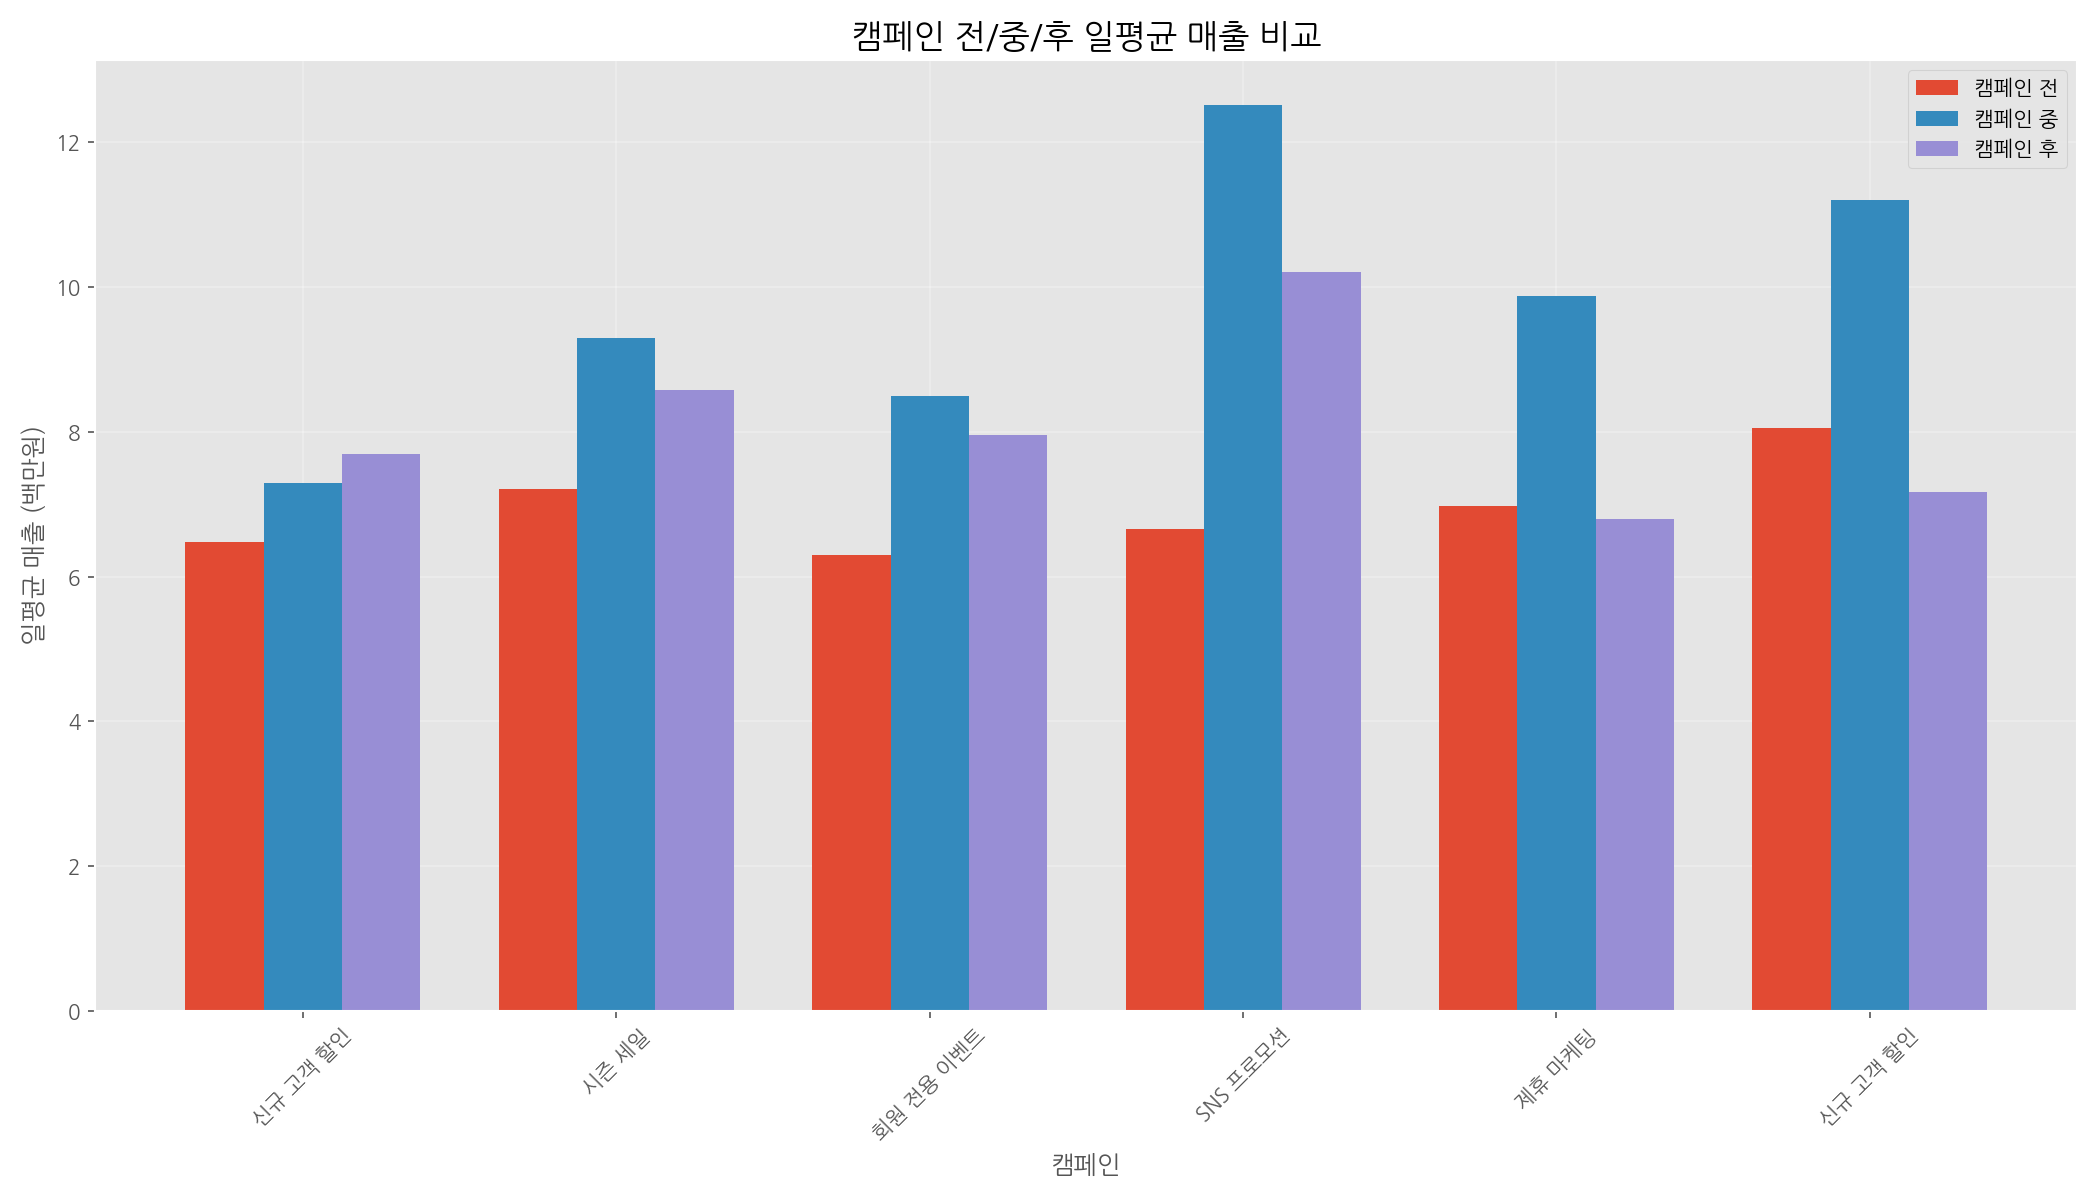 캠페인 전/중/후 일평균 매출 비교
캠페인 전
캠페인 중
캠페인 후
일평균 매출 (백만원)
12
10
8
6
4
2
0
신규 고객 할인
시즌 세일
회원 전용 이벤트
SNS 프로모션
제휴 마케팅
신규 고객 할인
캠페인